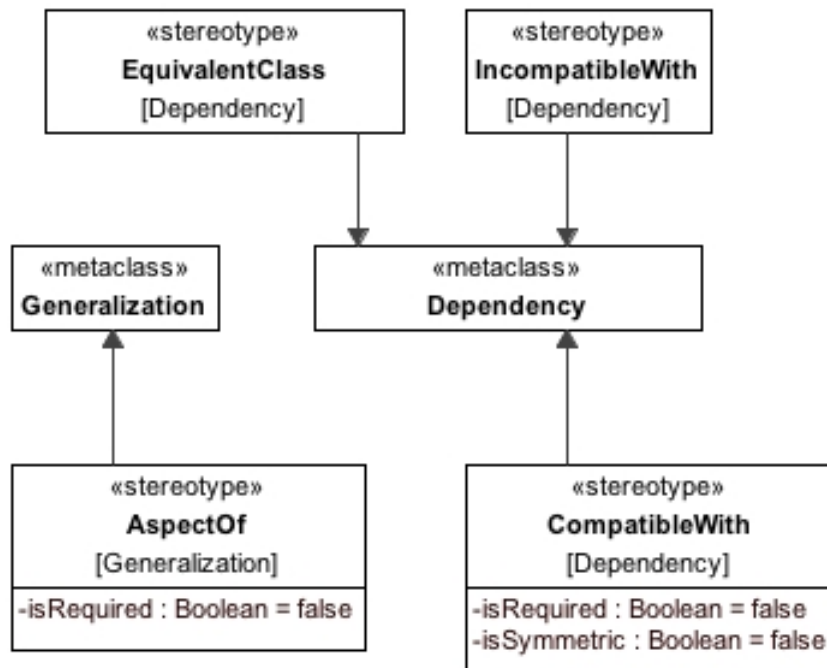 «stereotype»
EquivalentClass
[Dependency]
«stereotype»
IncompatibleWith
[Dependency]
«metaclass»
Generalization
«metaclass»
Dependency
«stereotype»
AspectOf
[Generalization]
-isRequired : Boolean = false
«stereotype»
CompatibleWith
[Dependency]
-isRequired : Boolean = false
-isSymmetric : Boolean = false